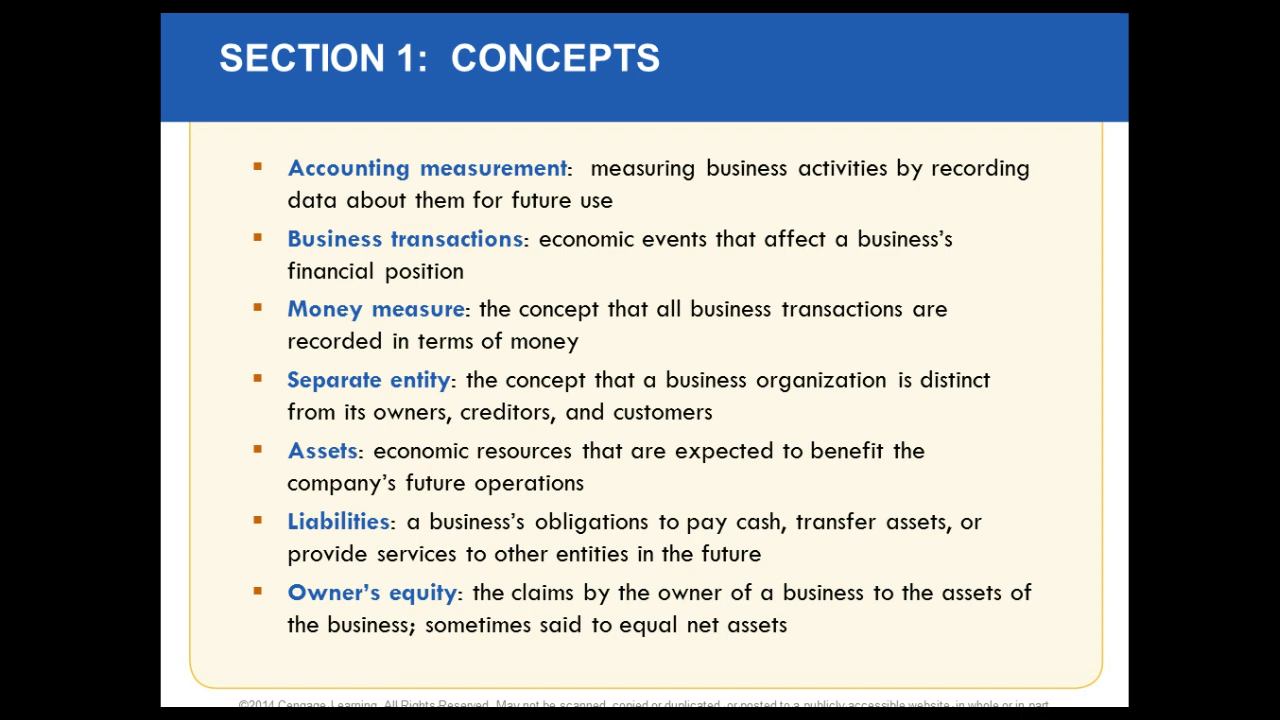 SECTION 1:  CONCEPTS
▪ Accounting measurement:  measuring business activities by recording
data about them for future use
▪ Business transactions: economic events that affect a business’s
financial position
▪ Money measure: the concept that all business transactions are
recorded in terms of money
▪ Separate entity: the concept that a business organization is distinct
from its owners, creditors, and customers
▪ Assets: economic resources that are expected to benefit the
company’s future operations
▪ Liabilities: a business’s obligations to pay cash, transfer assets, or
provide services to other entities in the future
▪ Owner’s equity: the claims by the owner of a business to the assets of
the business; sometimes said to equal net assets
©2014 Cengage Learning. All Rights Reserved. May not be scanned, copied or duplicated, or posted to a publicly accessible website, in whole or in part.